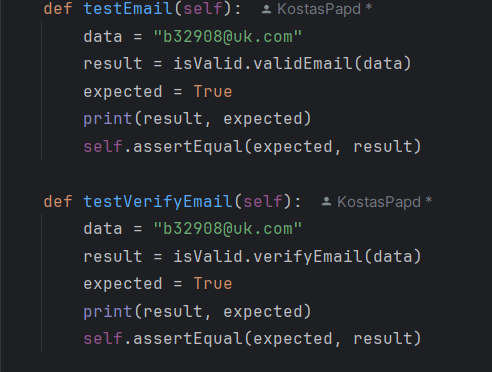 def testEmail(self): KostasPapd *
data = "b32908@uk.com"
result = isValid.validEmail(data)
expected = True
print(result, expected)
self.assertEqual(expected, result)
def testVerifyEmail(self): KostasPapd *
data = "b32908@uk.com"
result = isValid.verifyEmail(data)
expected = True
print(result, expected)
self.assertEqual(expected, result)